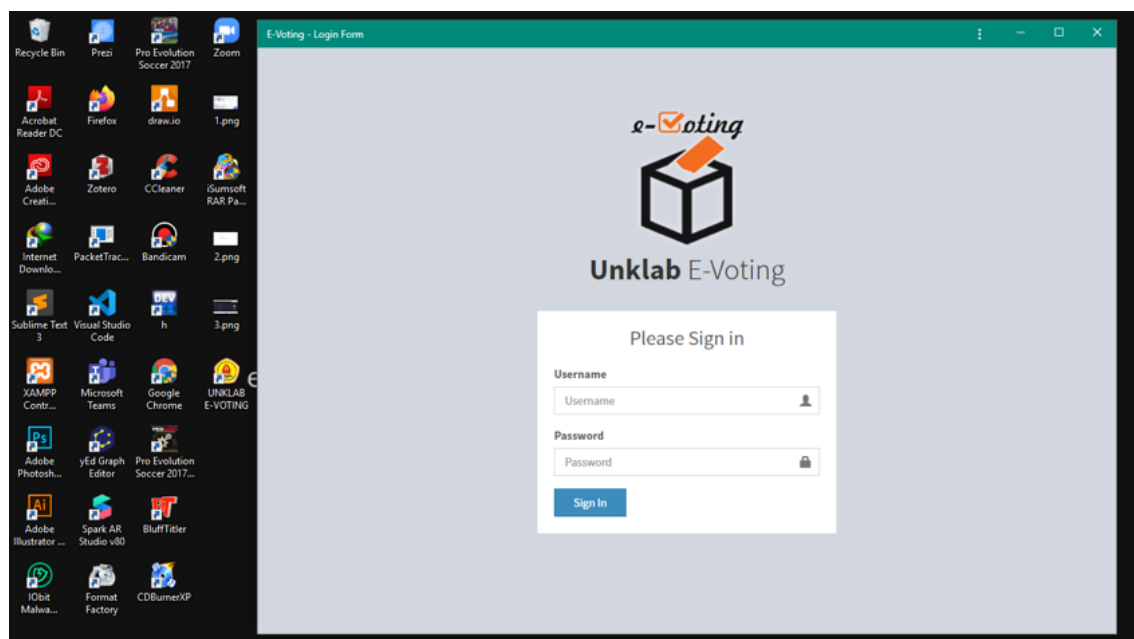 Recycle Bin
Prezi
Pro Evolution
Soccer 2017
Zoom
Acrobat
Reader DC
Firefox
draw.io
1.png
Adobe
Creati...
Zotero
CCleaner
iSumsoft
RAR Pa...
Internet
Downlo...
PacketTrac...
Bandicam
2.png
Sublime Text
3
Visual Studio
Code
DEV
h
3.png
XAMPP
Contr...
Microsoft
Teams
Google
Chrome
UNKLAB
E-VOTING
Ps
Adobe
Photosh...
yEd Graph
Editor
Pro Evolution
Soccer 2017...
Ai
Adobe
Illustrator ...
Spark AR
Studio v80
BT
BluffTitler
IObit
Malwa...
Format
Factory
CDBurnerXP
E-Voting - Login Form
e-Voting
Unklab E-Voting
Please Sign in
Username
Username
Password
Password
Sign In